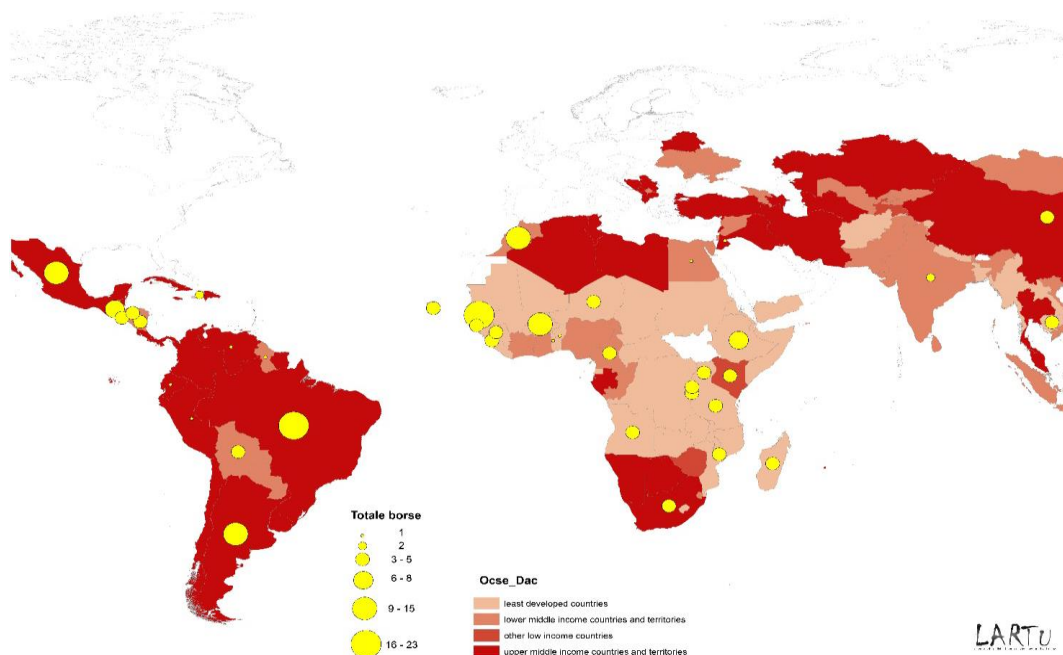 Totale borse
1
2
3 - 5
6 - 8
9 - 15
16 - 23
Ocse_Dac
least developed countries
lower middle income countries and territories
other low income countries
upper middle income countries and territories
LARTU